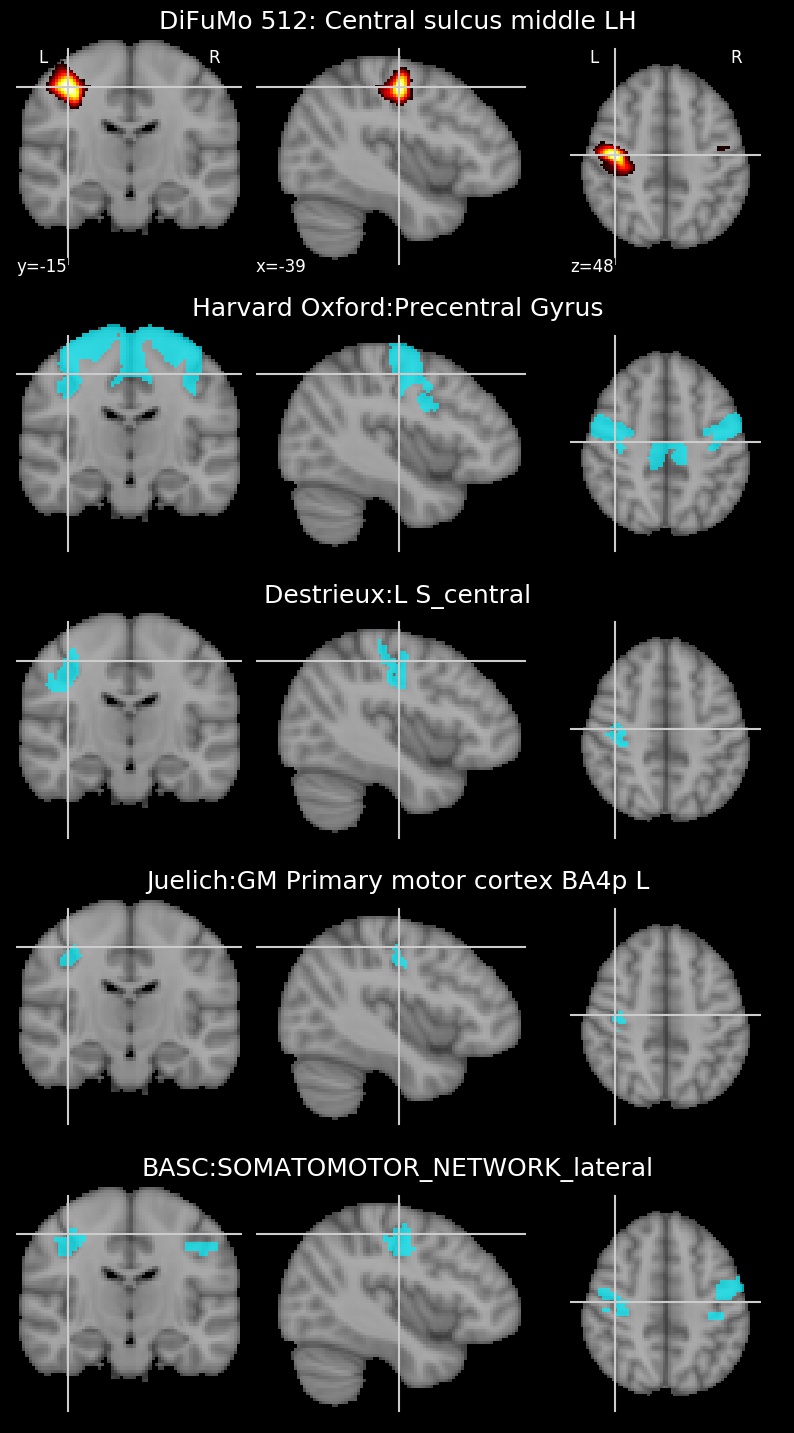 DiFuMo 512: Central sulcus middle LH
L R L R
y=-15 x=-39 z=48
Harvard Oxford:Precentral Gyrus
Destrieux:L S_central
Juelich:GM Primary motor cortex BA4p L
BASC:SOMATOMOTOR_NETWORK_lateral